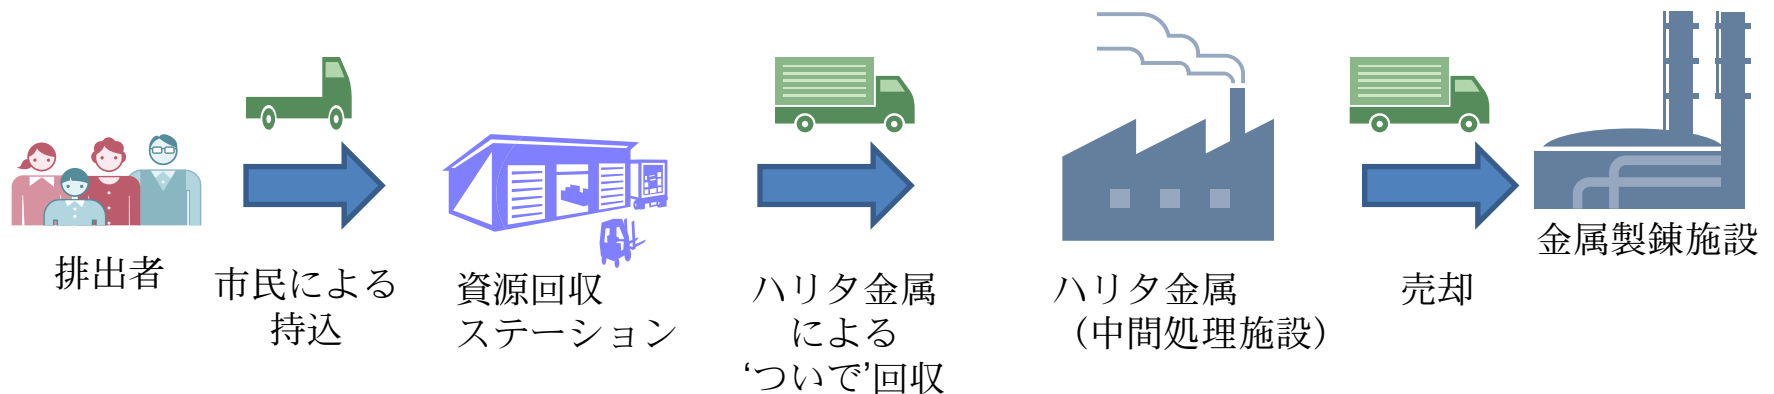 排出者
市民による
持込
資源回収
ステーション
ハリタ金属
による
‘ついで’回収
ハリタ金属
（中間処理施設）
売却
金属製錬施設